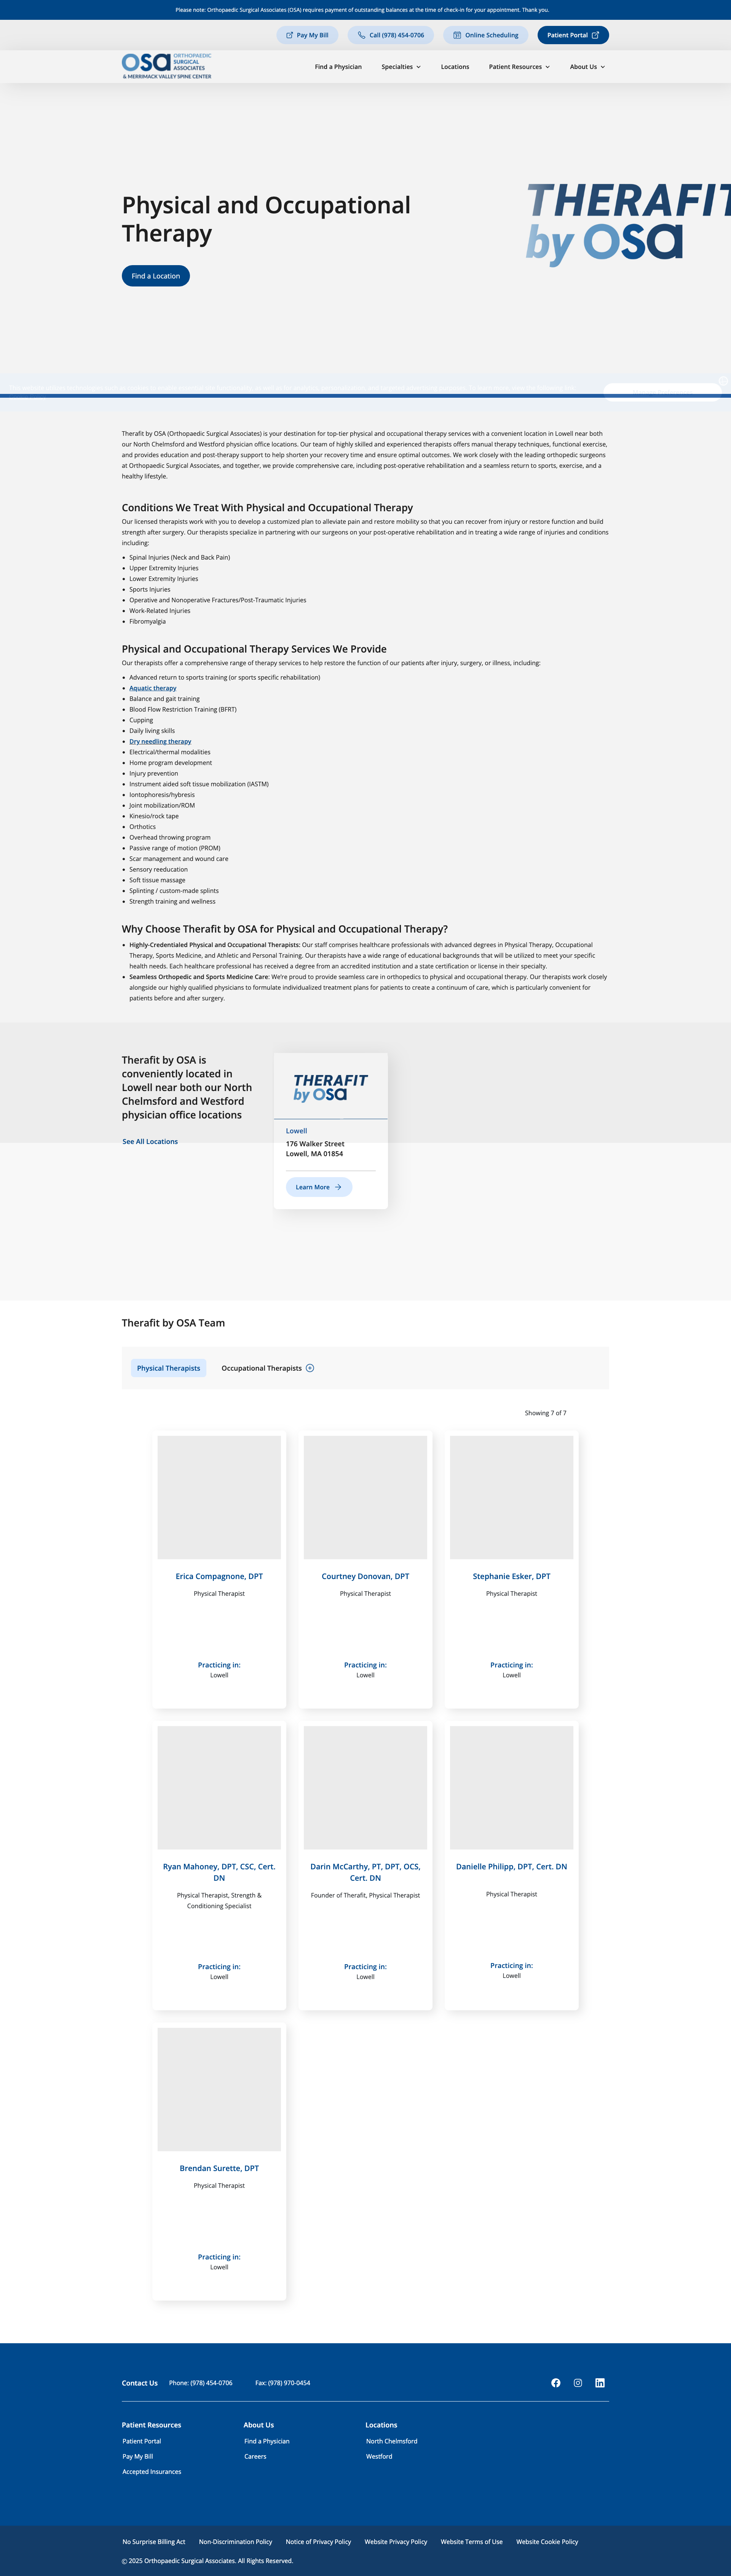 Please note: Orthopaedic Surgical Associates (OSA) requires payment of outstanding balances at the time of check-in for your appointment. Thank you.
Pay My Bill
Call (978) 454-0706
Online Scheduling
Patient Portal
osa ORTHOPAEDIC
SURGICAL
ASSOCIATES
& MERRIMACK VALLEY SPINE CENTER
Find a Physician
Specialties
Locations
Patient Resources
About Us
Physical and Occupational
Therapy
Find a Location
THERAFIT
by osa
Therafit by OSA (Orthopaedic Surgical Associates) is your destination for top-tier physical and occupational therapy services with a convenient location in Lowell near both
our North Chelmsford and Westford physician office locations. Our team of highly skilled and experienced therapists offers manual therapy techniques, functional exercise,
and provides education and post-therapy support to help shorten your recovery time and ensure optimal outcomes. We work closely with the leading orthopedic surgeons
at Orthopaedic Surgical Associates, and together, we provide comprehensive care, including post-operative rehabilitation and a seamless return to sports, exercise, and a
healthy lifestyle.
Conditions We Treat With Physical and Occupational Therapy
Our licensed therapists work with you to develop a customized plan to alleviate pain and restore mobility so that you can recover from injury or restore function and build
strength after surgery. Our therapists specialize in partnering with our surgeons on your post-operative rehabilitation and in treating a wide range of injuries and conditions
including:
Spinal Injuries (Neck and Back Pain)
Upper Extremity Injuries
Lower Extremity Injuries
Sports Injuries
Operative and Nonoperative Fractures/Post-Traumatic Injuries
Work-Related Injuries
Fibromyalgia
Physical and Occupational Therapy Services We Provide
Our therapists offer a comprehensive range of therapy services to help restore the function of our patients after injury, surgery, or illness, including:
Advanced return to sports training (or sports specific rehabilitation)
Aquatic therapy
Balance and gait training
Blood Flow Restriction Training (BFRT)
Cupping
Daily living skills
Dry needling therapy
Electrical/thermal modalities
Home program development
Injury prevention
Instrument aided soft tissue mobilization (IASTM)
Iontophoresis/hybresis
Joint mobilization/ROM
Kinesio/rock tape
Orthotics
Overhead throwing program
Passive range of motion (PROM)
Scar management and wound care
Sensory reeducation
Soft tissue massage
Splinting / custom-made splints
Strength training and wellness
Why Choose Therafit by OSA for Physical and Occupational Therapy?
Highly-Credentialed Physical and Occupational Therapists: Our staff comprises healthcare professionals with advanced degrees in Physical Therapy, Occupational
Therapy, Sports Medicine, and Athletic and Personal Training. Our therapists have a wide range of educational backgrounds that will be utilized to meet your specific
health needs. Each healthcare professional has received a degree from an accredited institution and a state certification or license in their specialty.
Seamless Orthopedic and Sports Medicine Care: We're proud to provide seamless care in orthopedics to physical and occupational therapy. Our therapists work closely
alongside our highly qualified physicians to formulate individualized treatment plans for patients to create a continuum of care, which is particularly convenient for
patients before and after surgery.
Therafit by OSA is
conveniently located in
Lowell near both our North
Chelmsford and Westford
physician office locations
See All Locations
THERAFIT
by osa
Lowell
176 Walker Street
Lowell, MA 01854
Learn More
Therafit by OSA Team
Physical Therapists
Occupational Therapists
Showing 7 of 7
Erica Compagnone, DPT
Physical Therapist
Practicing in:
Lowell
Courtney Donovan, DPT
Physical Therapist
Practicing in:
Lowell
Stephanie Esker, DPT
Physical Therapist
Practicing in:
Lowell
Ryan Mahoney, DPT, CSC, Cert.
DN
Physical Therapist, Strength &
Conditioning Specialist
Practicing in:
Lowell
Darin McCarthy, PT, DPT, OCS,
Cert. DN
Founder of Therafit, Physical Therapist
Practicing in:
Lowell
Danielle Philipp, DPT, Cert. DN
Physical Therapist
Practicing in:
Lowell
Brendan Surette, DPT
Physical Therapist
Practicing in:
Lowell
Contact Us
Phone: (978) 454-0706
Fax: (978) 970-0454
Patient Resources
Patient Portal
Pay My Bill
Accepted Insurances
About Us
Find a Physician
Careers
Locations
North Chelmsford
Westford
No Surprise Billing Act
Non-Discrimination Policy
Notice of Privacy Policy
Website Privacy Policy
Website Terms of Use
Website Cookie Policy
© 2025 Orthopaedic Surgical Associates. All Rights Reserved.